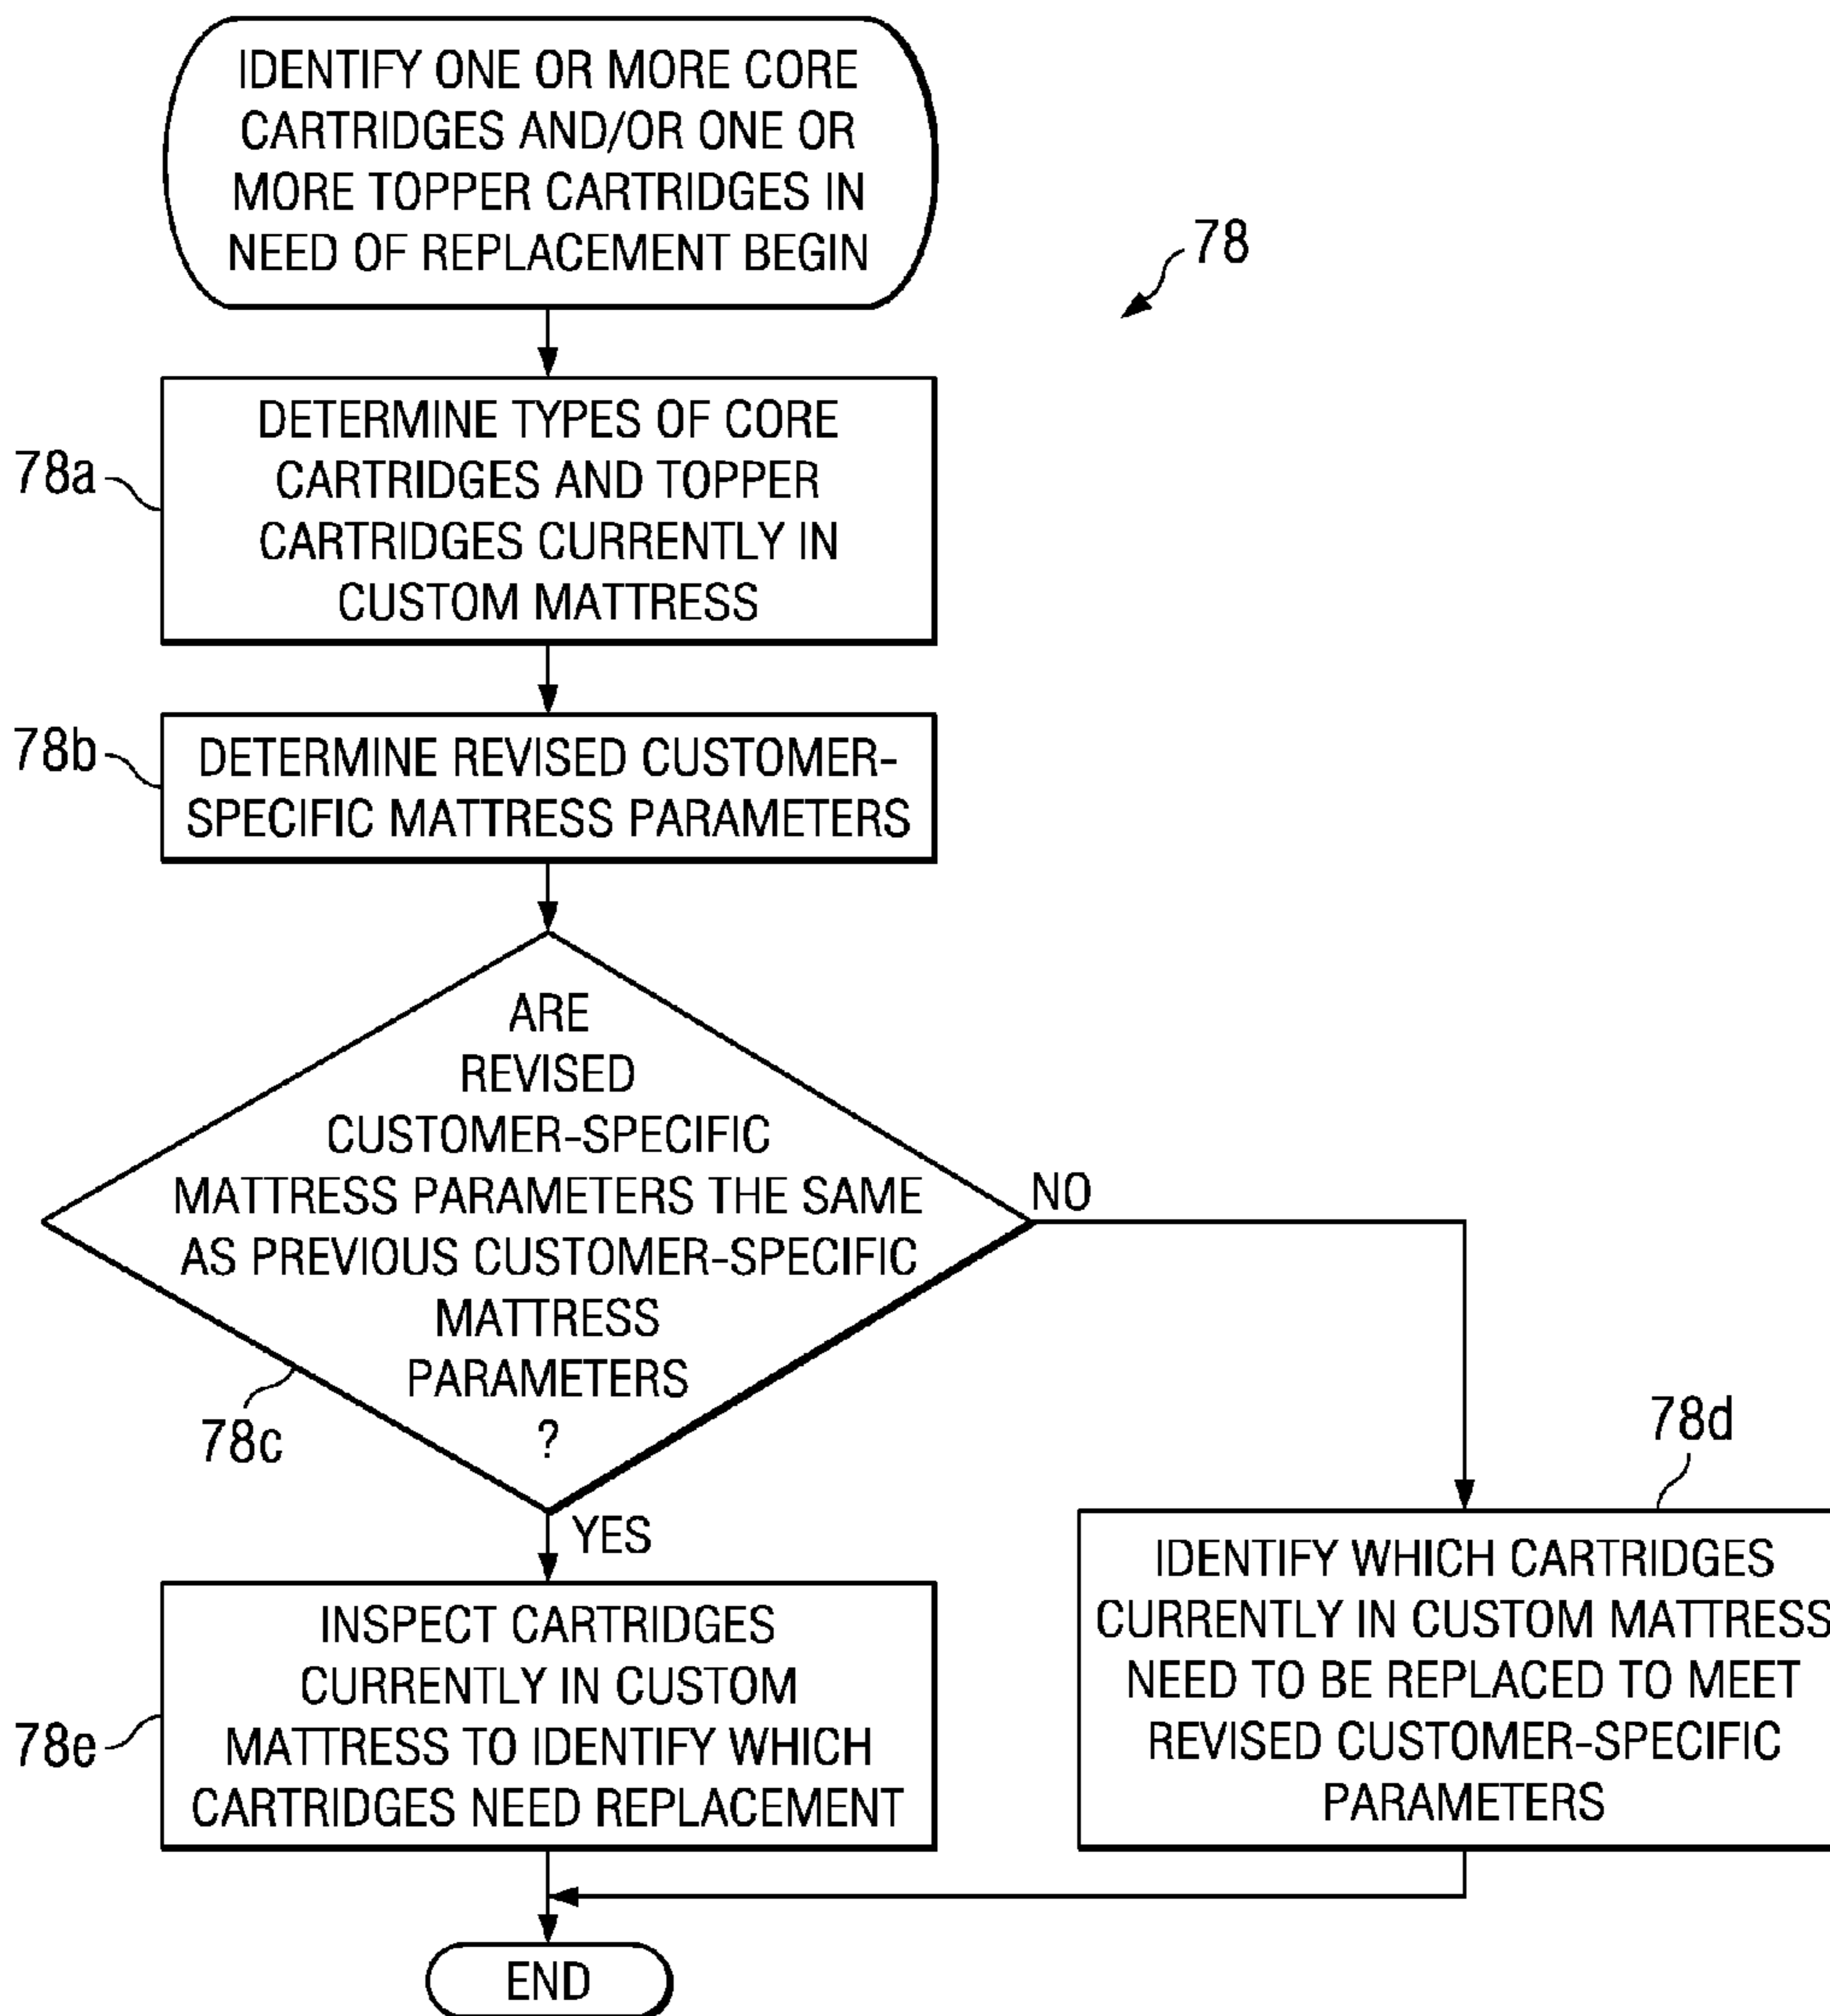 IDENTIFY ONE OR MORE CORE
CARTRIDGES AND/OR ONE OR
MORE TOPPER CARTRIDGES IN
NEED OF REPLACEMENT BEGIN
78
78a
DETERMINE TYPES OF CORE
CARTRIDGES AND TOPPER
CARTRIDGES CURRENTLY IN
CUSTOM MATTRESS
78b
DETERMINE REVISED CUSTOMER-
SPECIFIC MATTRESS PARAMETERS
ARE
REVISED
CUSTOMER-SPECIFIC
MATTRESS PARAMETERS THE SAME
AS PREVIOUS CUSTOMER-SPECIFIC
MATTRESS
PARAMETERS
?
78c
NO
YES
78d
IDENTIFY WHICH CARTRIDGES
CURRENTLY IN CUSTOM MATTRESS
NEED TO BE REPLACED TO MEET
REVISED CUSTOMER-SPECIFIC
PARAMETERS
78e
INSPECT CARTRIDGES
CURRENTLY IN CUSTOM
MATTRESS TO IDENTIFY WHICH
CARTRIDGES NEED REPLACEMENT
END